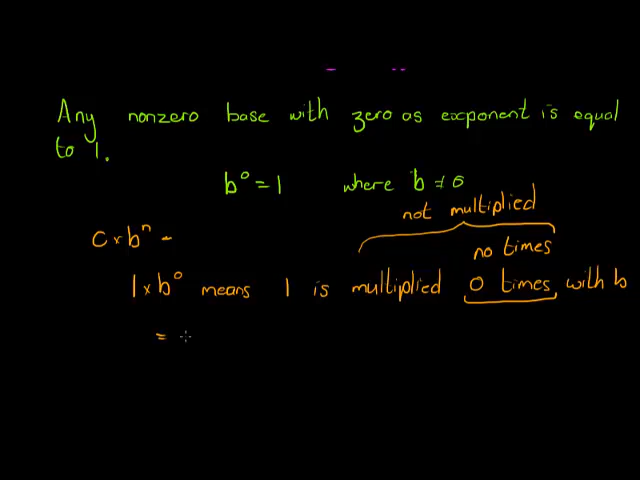 Any nonzero base with zero as exponent is equal
to 1.
b⁰ = 1 where b ≠ 0
not multiplied
c × bⁿ -
no times
1 × b⁰ means 1 is multiplied 0 times with b
=